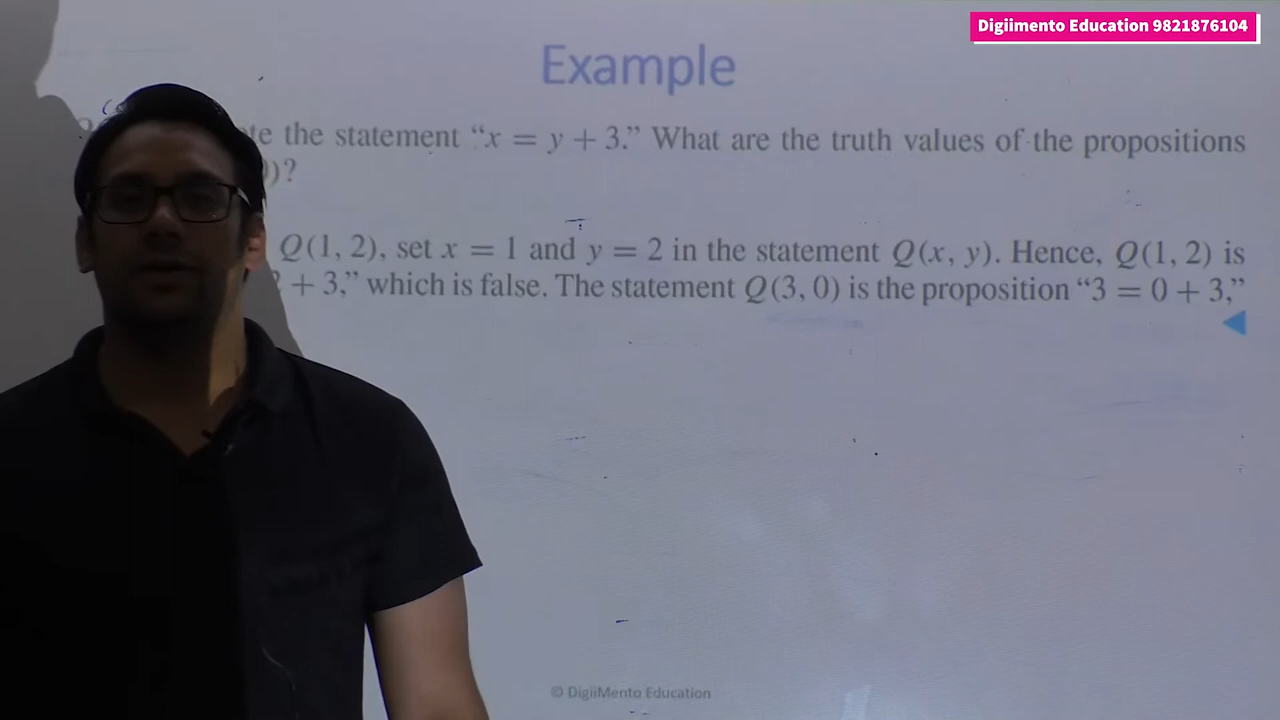 Digiimento Education 9821876104
Example
the statement “x = y + 3.” What are the truth values of the propositions
)?
Q(1, 2), set x = 1 and y = 2 in the statement Q(x, y). Hence, Q(1, 2) is
+ 3,” which is false. The statement Q(3, 0) is the proposition “3 = 0 + 3,”
© DigiiMento Education